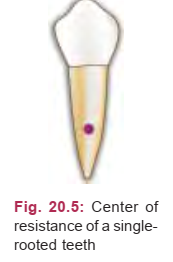 Fig. 20.5: Center of
resistance of a single-
rooted teeth